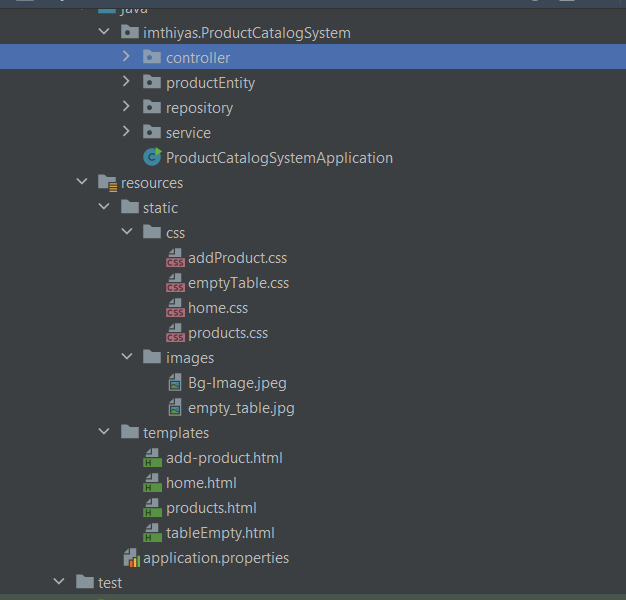 java
imthiyas.ProductCatalogSystem
controller
productEntity
repository
service
ProductCatalogSystemApplication
resources
static
css
addProduct.css
emptyTable.css
home.css
products.css
images
Bg-Image.jpeg
empty_table.jpg
templates
add-product.html
home.html
products.html
tableEmpty.html
application.properties
test